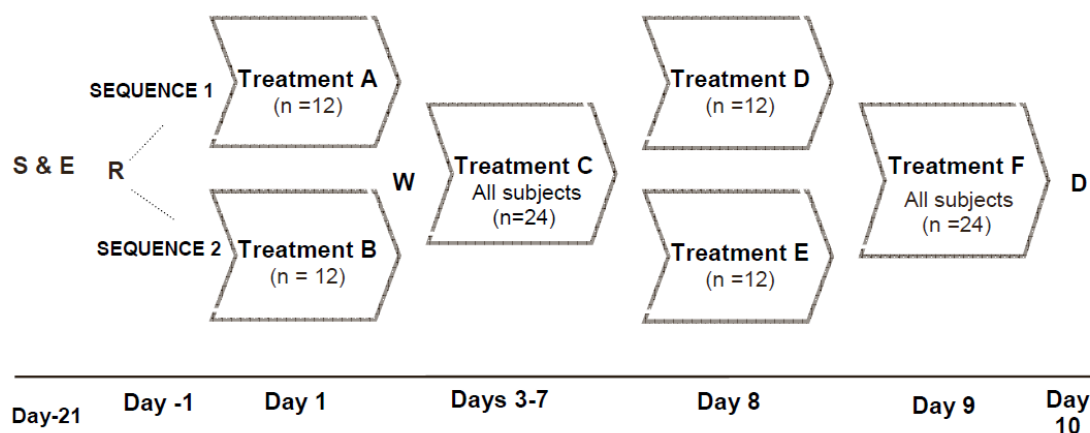 SEQUENCE 1
Treatment A
(n =12)
Treatment D
(n =12)
S & E
R
W
Treatment C
All subjects
(n=24)
Treatment F
All subjects
(n =24)
D
SEQUENCE 2
Treatment B
(n = 12)
Treatment E
(n =12)
Day-21
Day -1
Day 1
Days 3-7
Day 8
Day 9
Day
10